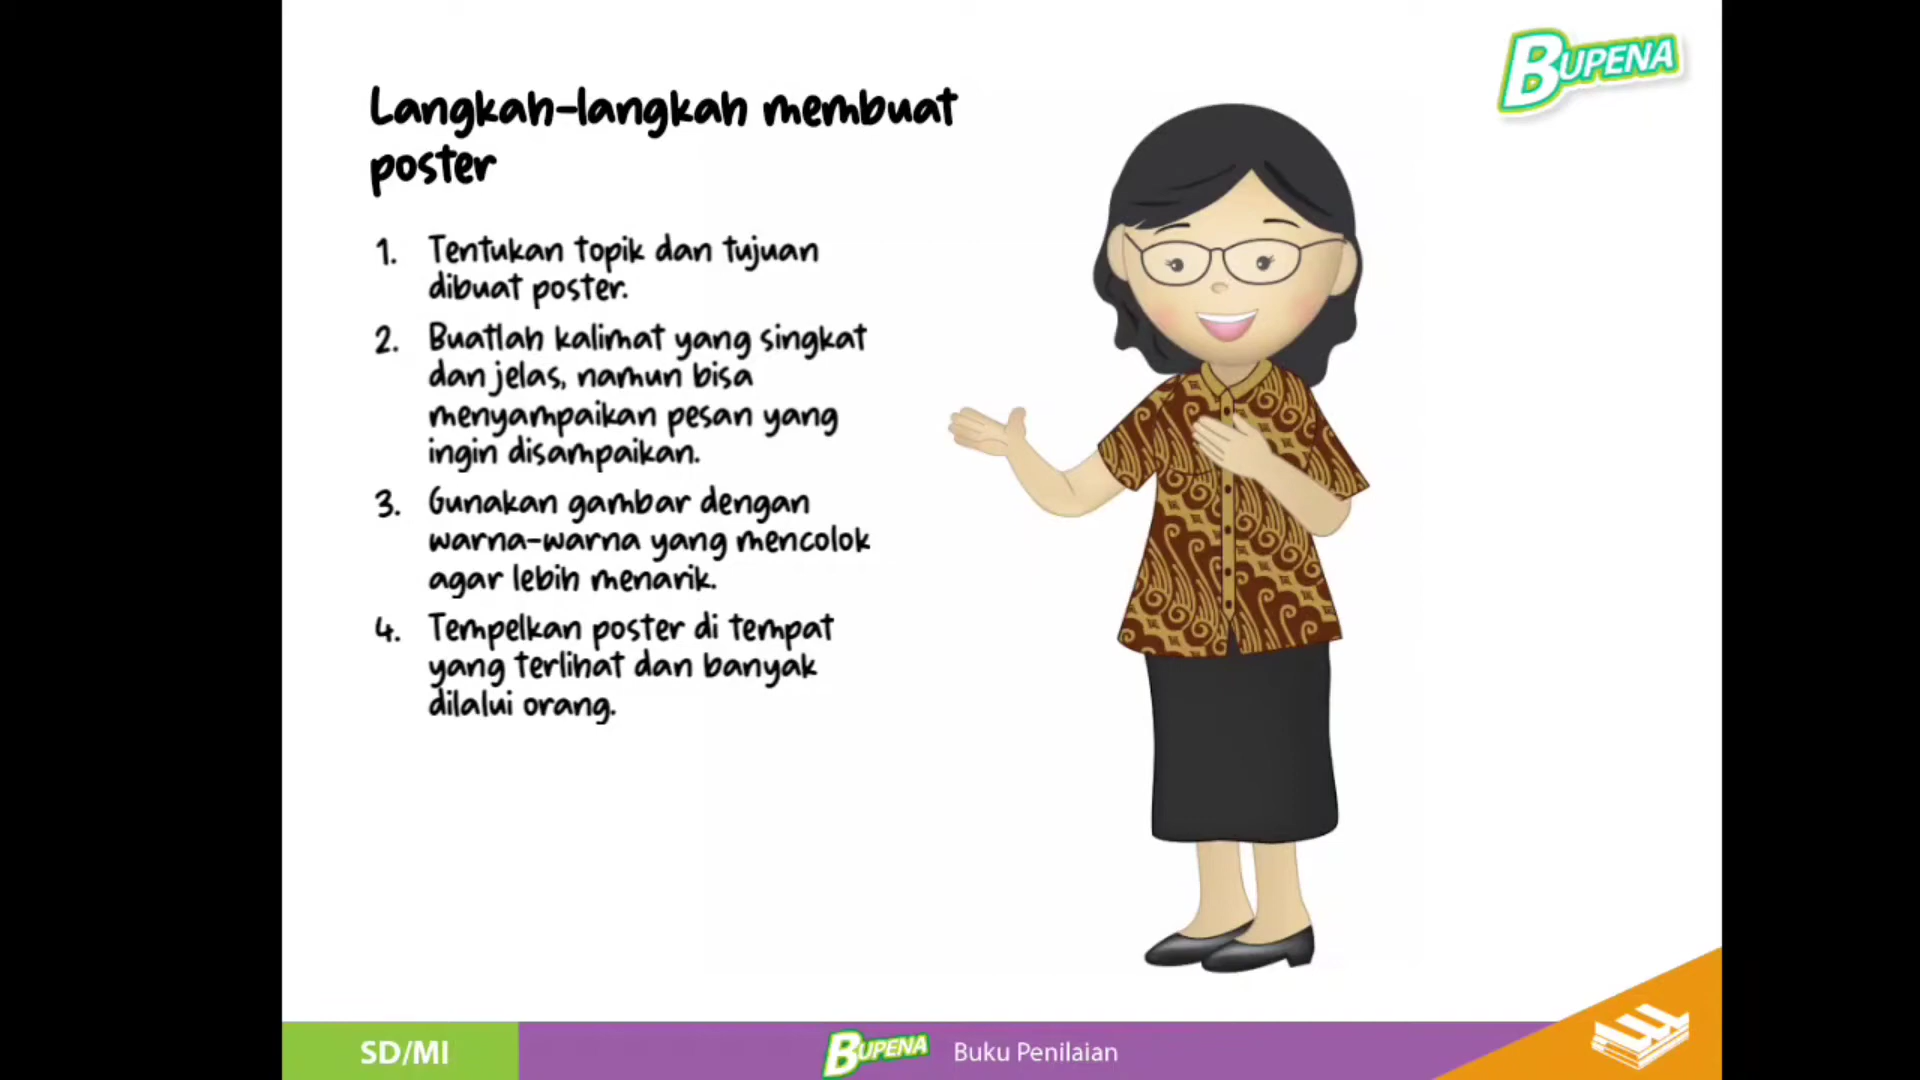 BUPENA
Langkah-langkah membuat
poster
1. Tentukan topik dan tujuan
dibuat poster.
2. Buatlah kalimat yang singkat
dan jelas, namun bisa
menyampaikan pesan yang
ingin disampaikan.
3. Gunakan gambar dengan
warna-warna yang mencolok
agar lebih menarik.
4. Tempelkan poster di tempat
yang terlihat dan banyak
dilalui orang.
SD/MI
BUPENA Buku Penilaian